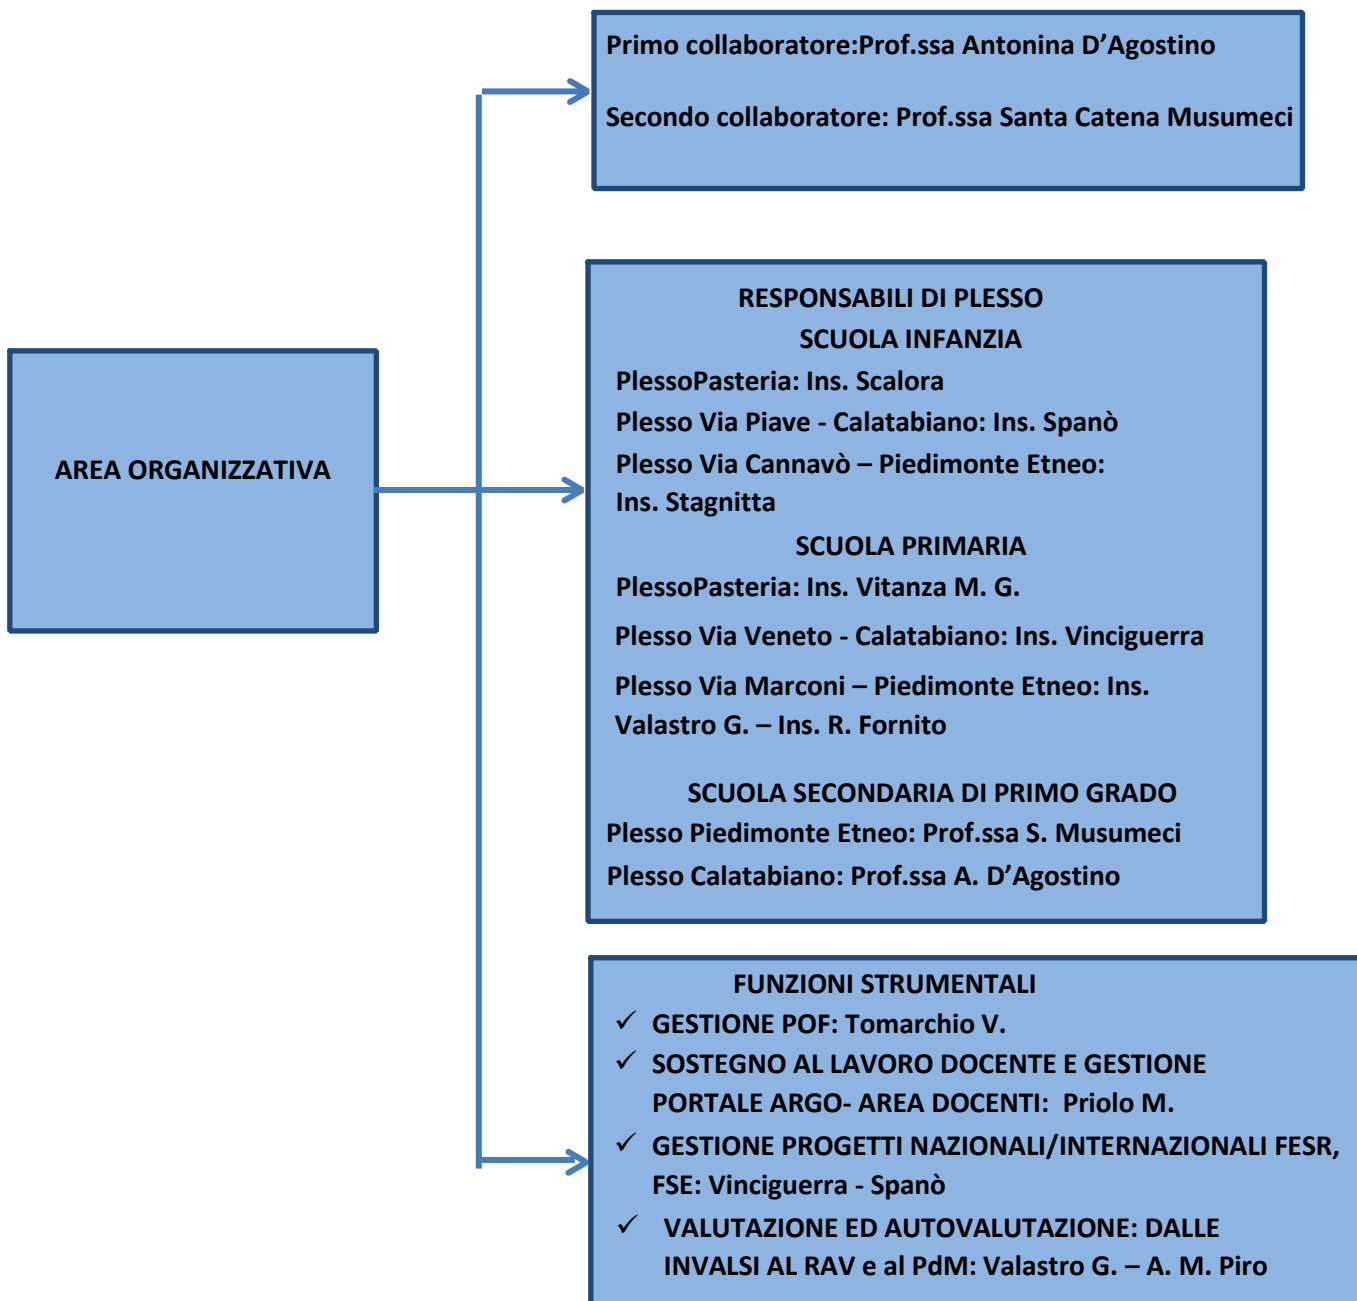 Primo collaboratore:Prof.ssa Antonina D’Agostino
Secondo collaboratore: Prof.ssa Santa Catena Musumeci
AREA ORGANIZZATIVA
RESPONSABILI DI PLESSO
SCUOLA INFANZIA
PlessoPasteria: Ins. Scalora
Plesso Via Piave - Calatabiano: Ins. Spanò
Plesso Via Cannavò – Piedimonte Etneo:
Ins. Stagnitta
SCUOLA PRIMARIA
PlessoPasteria: Ins. Vitanza M. G.
Plesso Via Veneto - Calatabiano: Ins. Vinciguerra
Plesso Via Marconi – Piedimonte Etneo: Ins.
Valastro G. – Ins. R. Fornito
SCUOLA SECONDARIA DI PRIMO GRADO
Plesso Piedimonte Etneo: Prof.ssa S. Musumeci
Plesso Calatabiano: Prof.ssa A. D’Agostino
FUNZIONI STRUMENTALI
✓ GESTIONE POF: Tomarchio V.
✓ SOSTEGNO AL LAVORO DOCENTE E GESTIONE
PORTALE ARGO- AREA DOCENTI: Priolo M.
✓ GESTIONE PROGETTI NAZIONALI/INTERNAZIONALI FESR,
FSE: Vinciguerra - Spanò
✓ VALUTAZIONE ED AUTOVALUTAZIONE: DALLE
INVALSI AL RAV e al PdM: Valastro G. – A. M. Piro